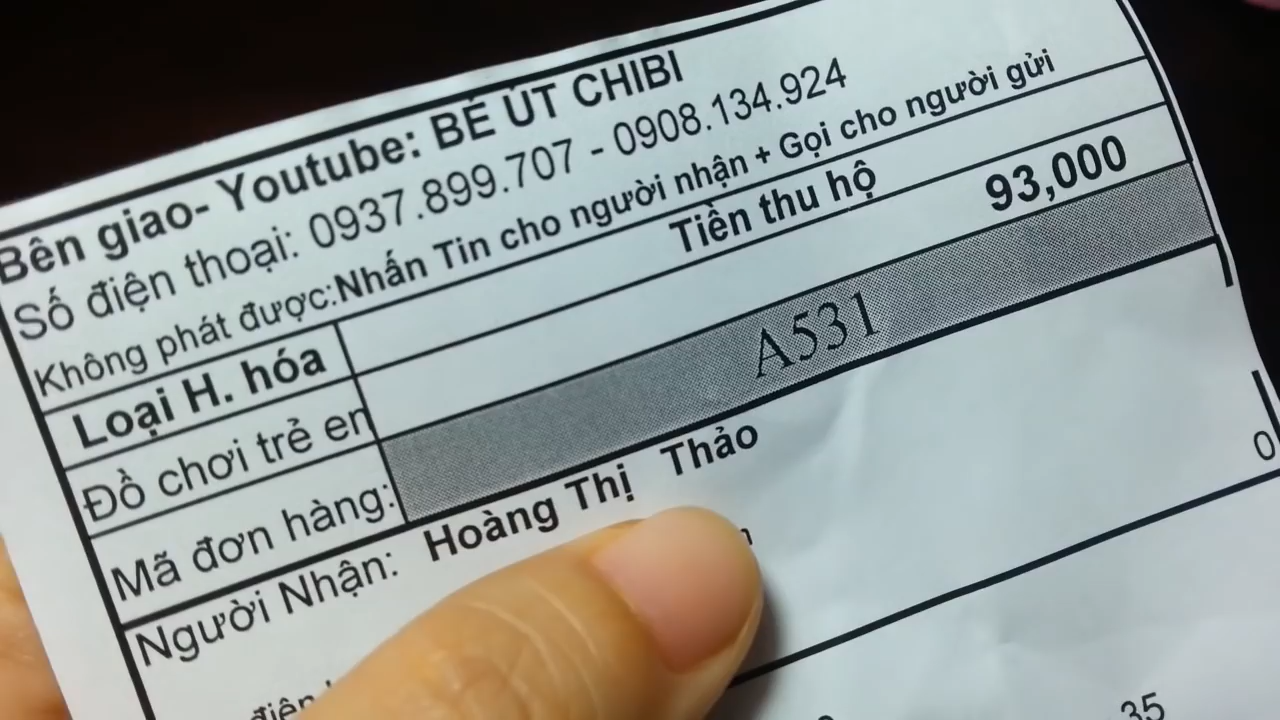 Bên giao- Youtube: BÉ ÚT CHIBI
Số điện thoại: 0937.899.707 - 0908.134.924
Không phát được:Nhấn Tin cho người nhận + Gọi cho người gửi
Loại H. hóa Tiền thu hộ
Đồ chơi trẻ en 93,000
Mã đơn hàng: A531
Người Nhận: Hoàng Thị Thảo
điện
0
35